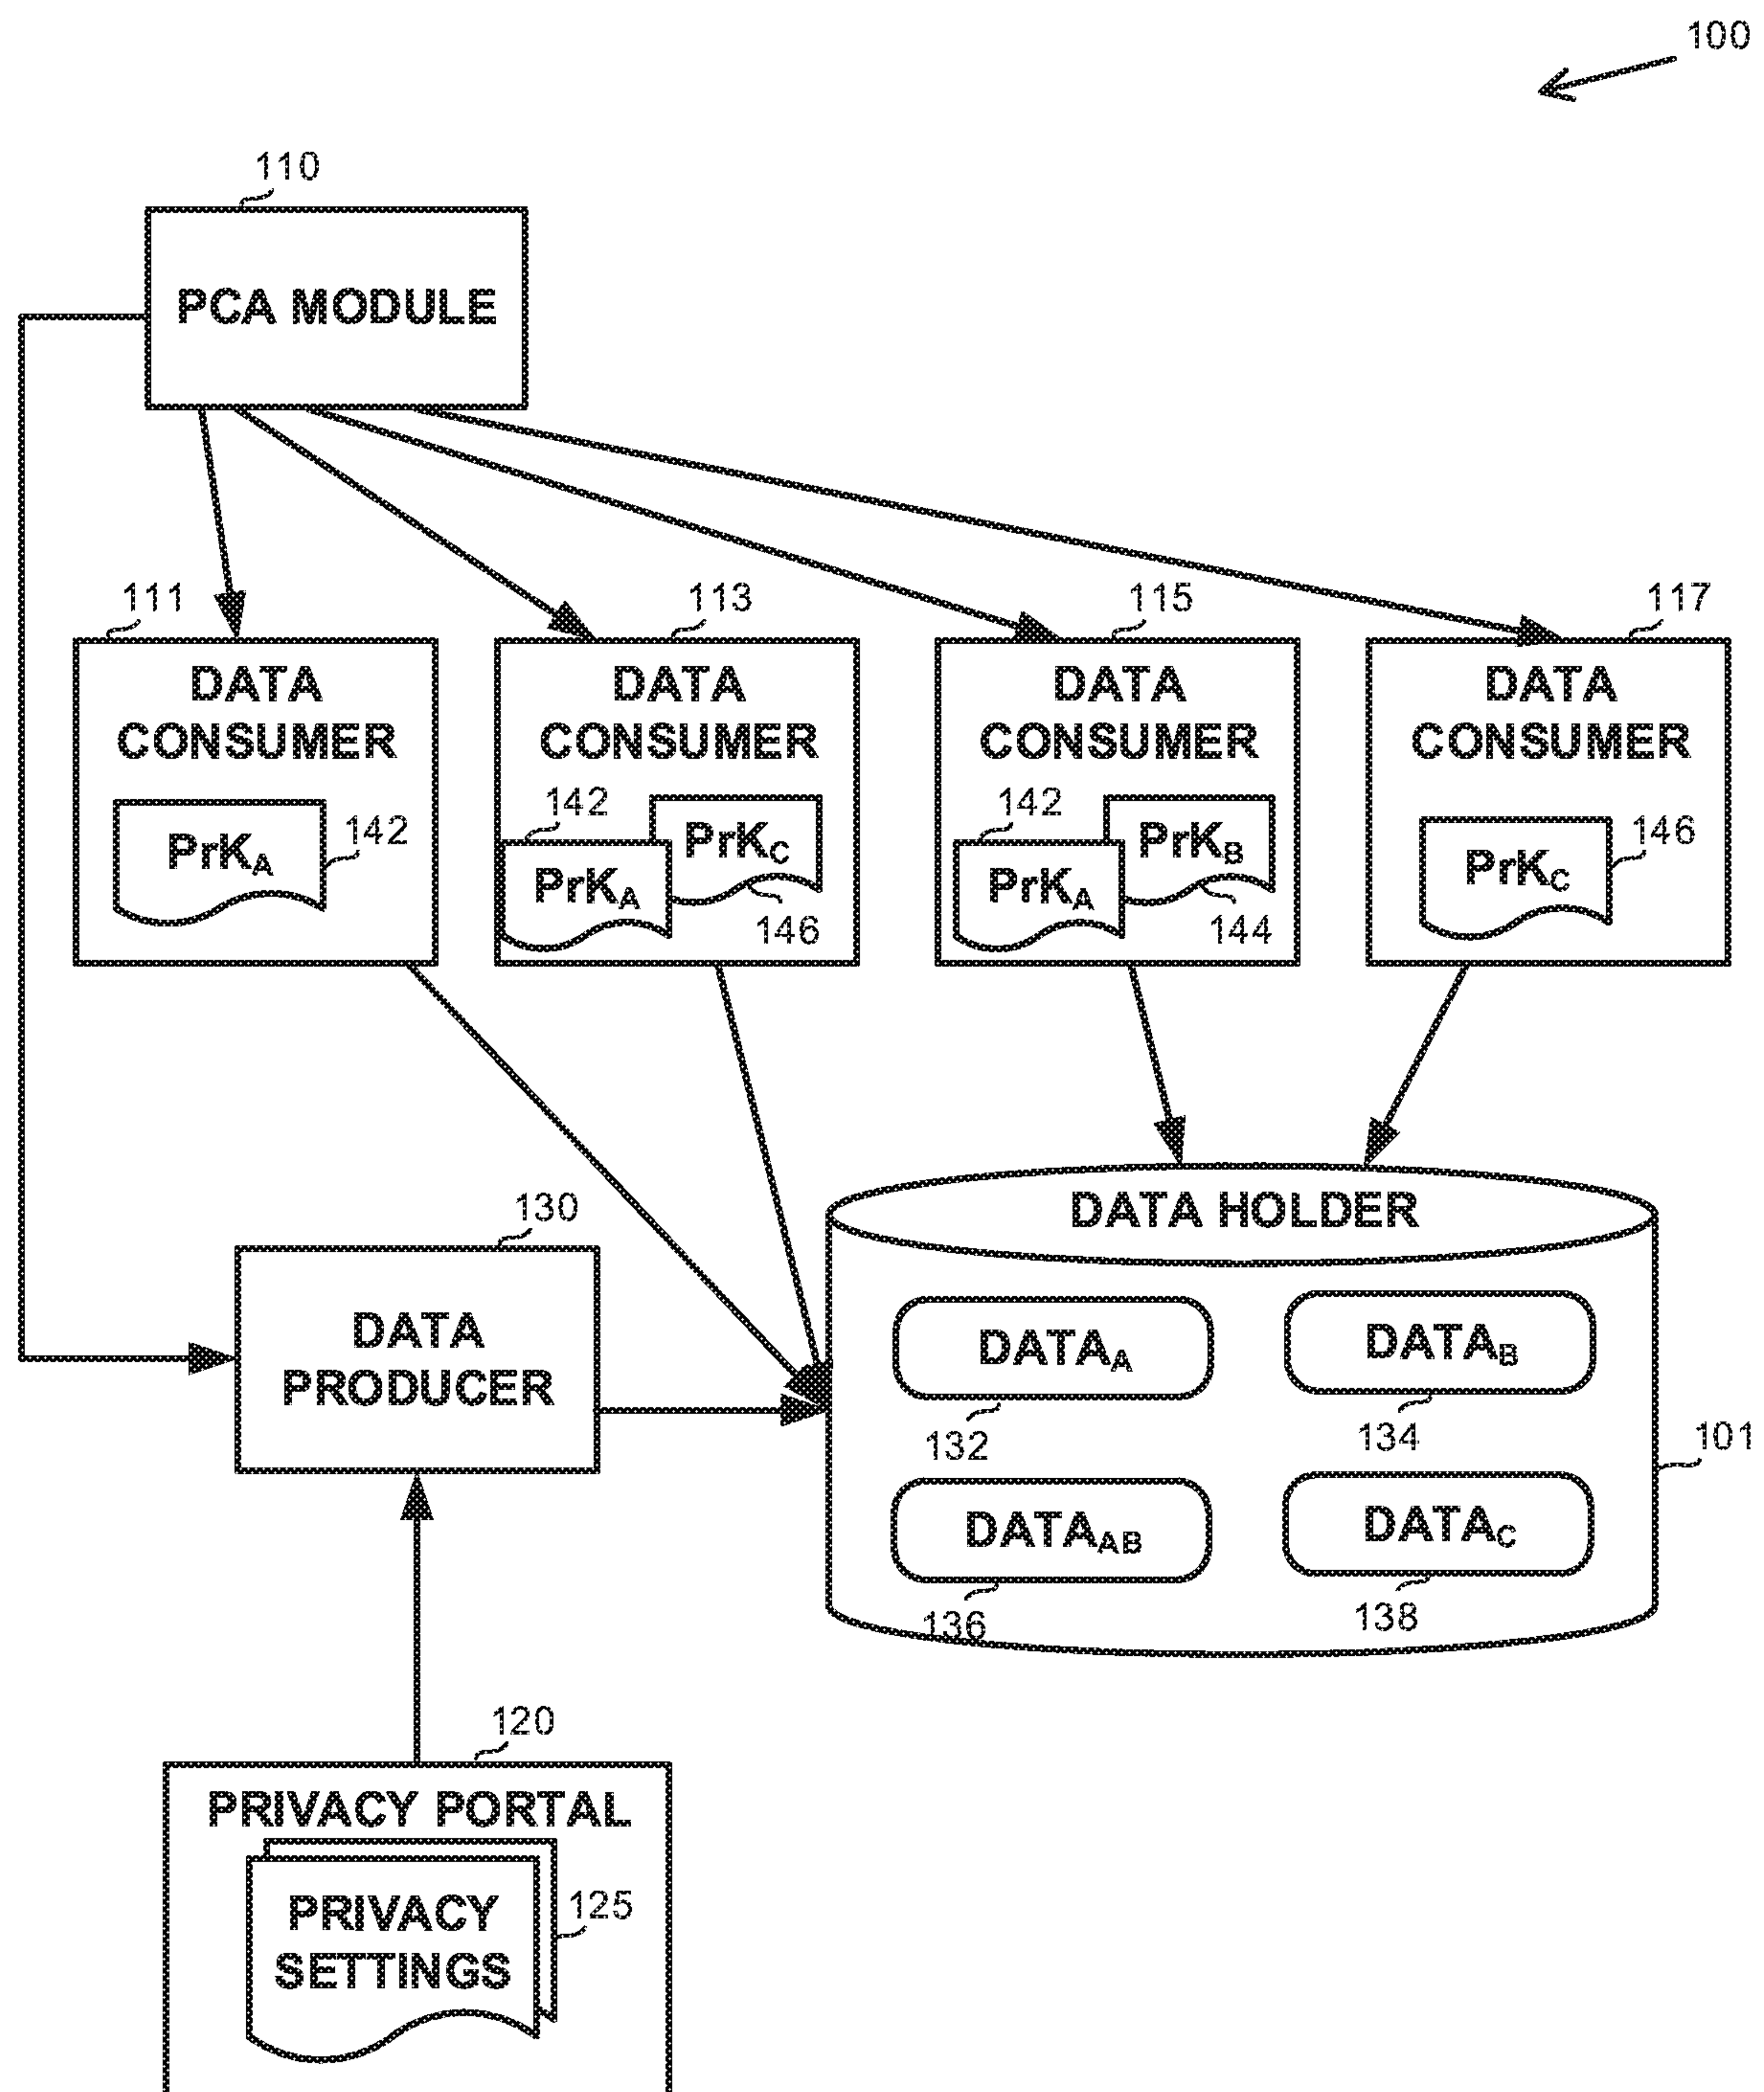 100
110
PCA MODULE
111
113
115
117
DATA
CONSUMER
PrKA
142
DATA
CONSUMER
142
PrKC
PrKA
146
DATA
CONSUMER
142
PrKB
PrKA
144
DATA
CONSUMER
PrKC
146
130
DATA
PRODUCER
DATA HOLDER
DATAA
132
DATAB
134
101
DATAAB
136
DATAC
138
120
PRIVACY PORTAL
PRIVACY
SETTINGS
125